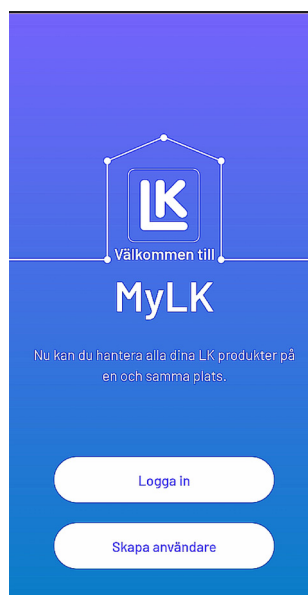 LK
Välkommen till
MyLK
Nu kan du hantera alla dina LK produkter på
en och samma plats.
Logga in
Skapa användare